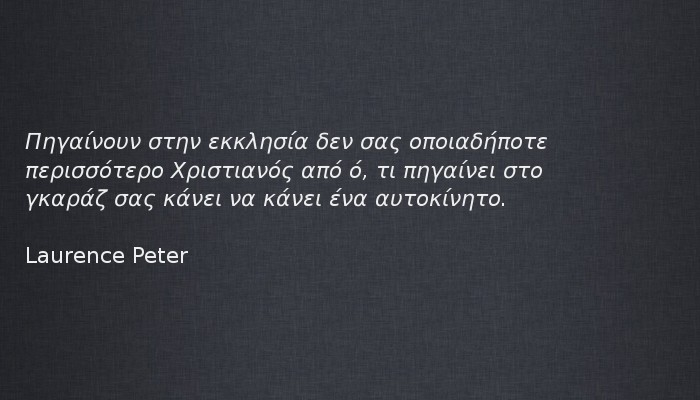 Πηγαίνουν στην εκκλησία δεν σας οποιαδήποτε
περισσότερο Χριστιανός από ό, τι πηγαίνει στο
γκαράζ σας κάνει να κάνει ένα αυτοκίνητο.
Laurence Peter